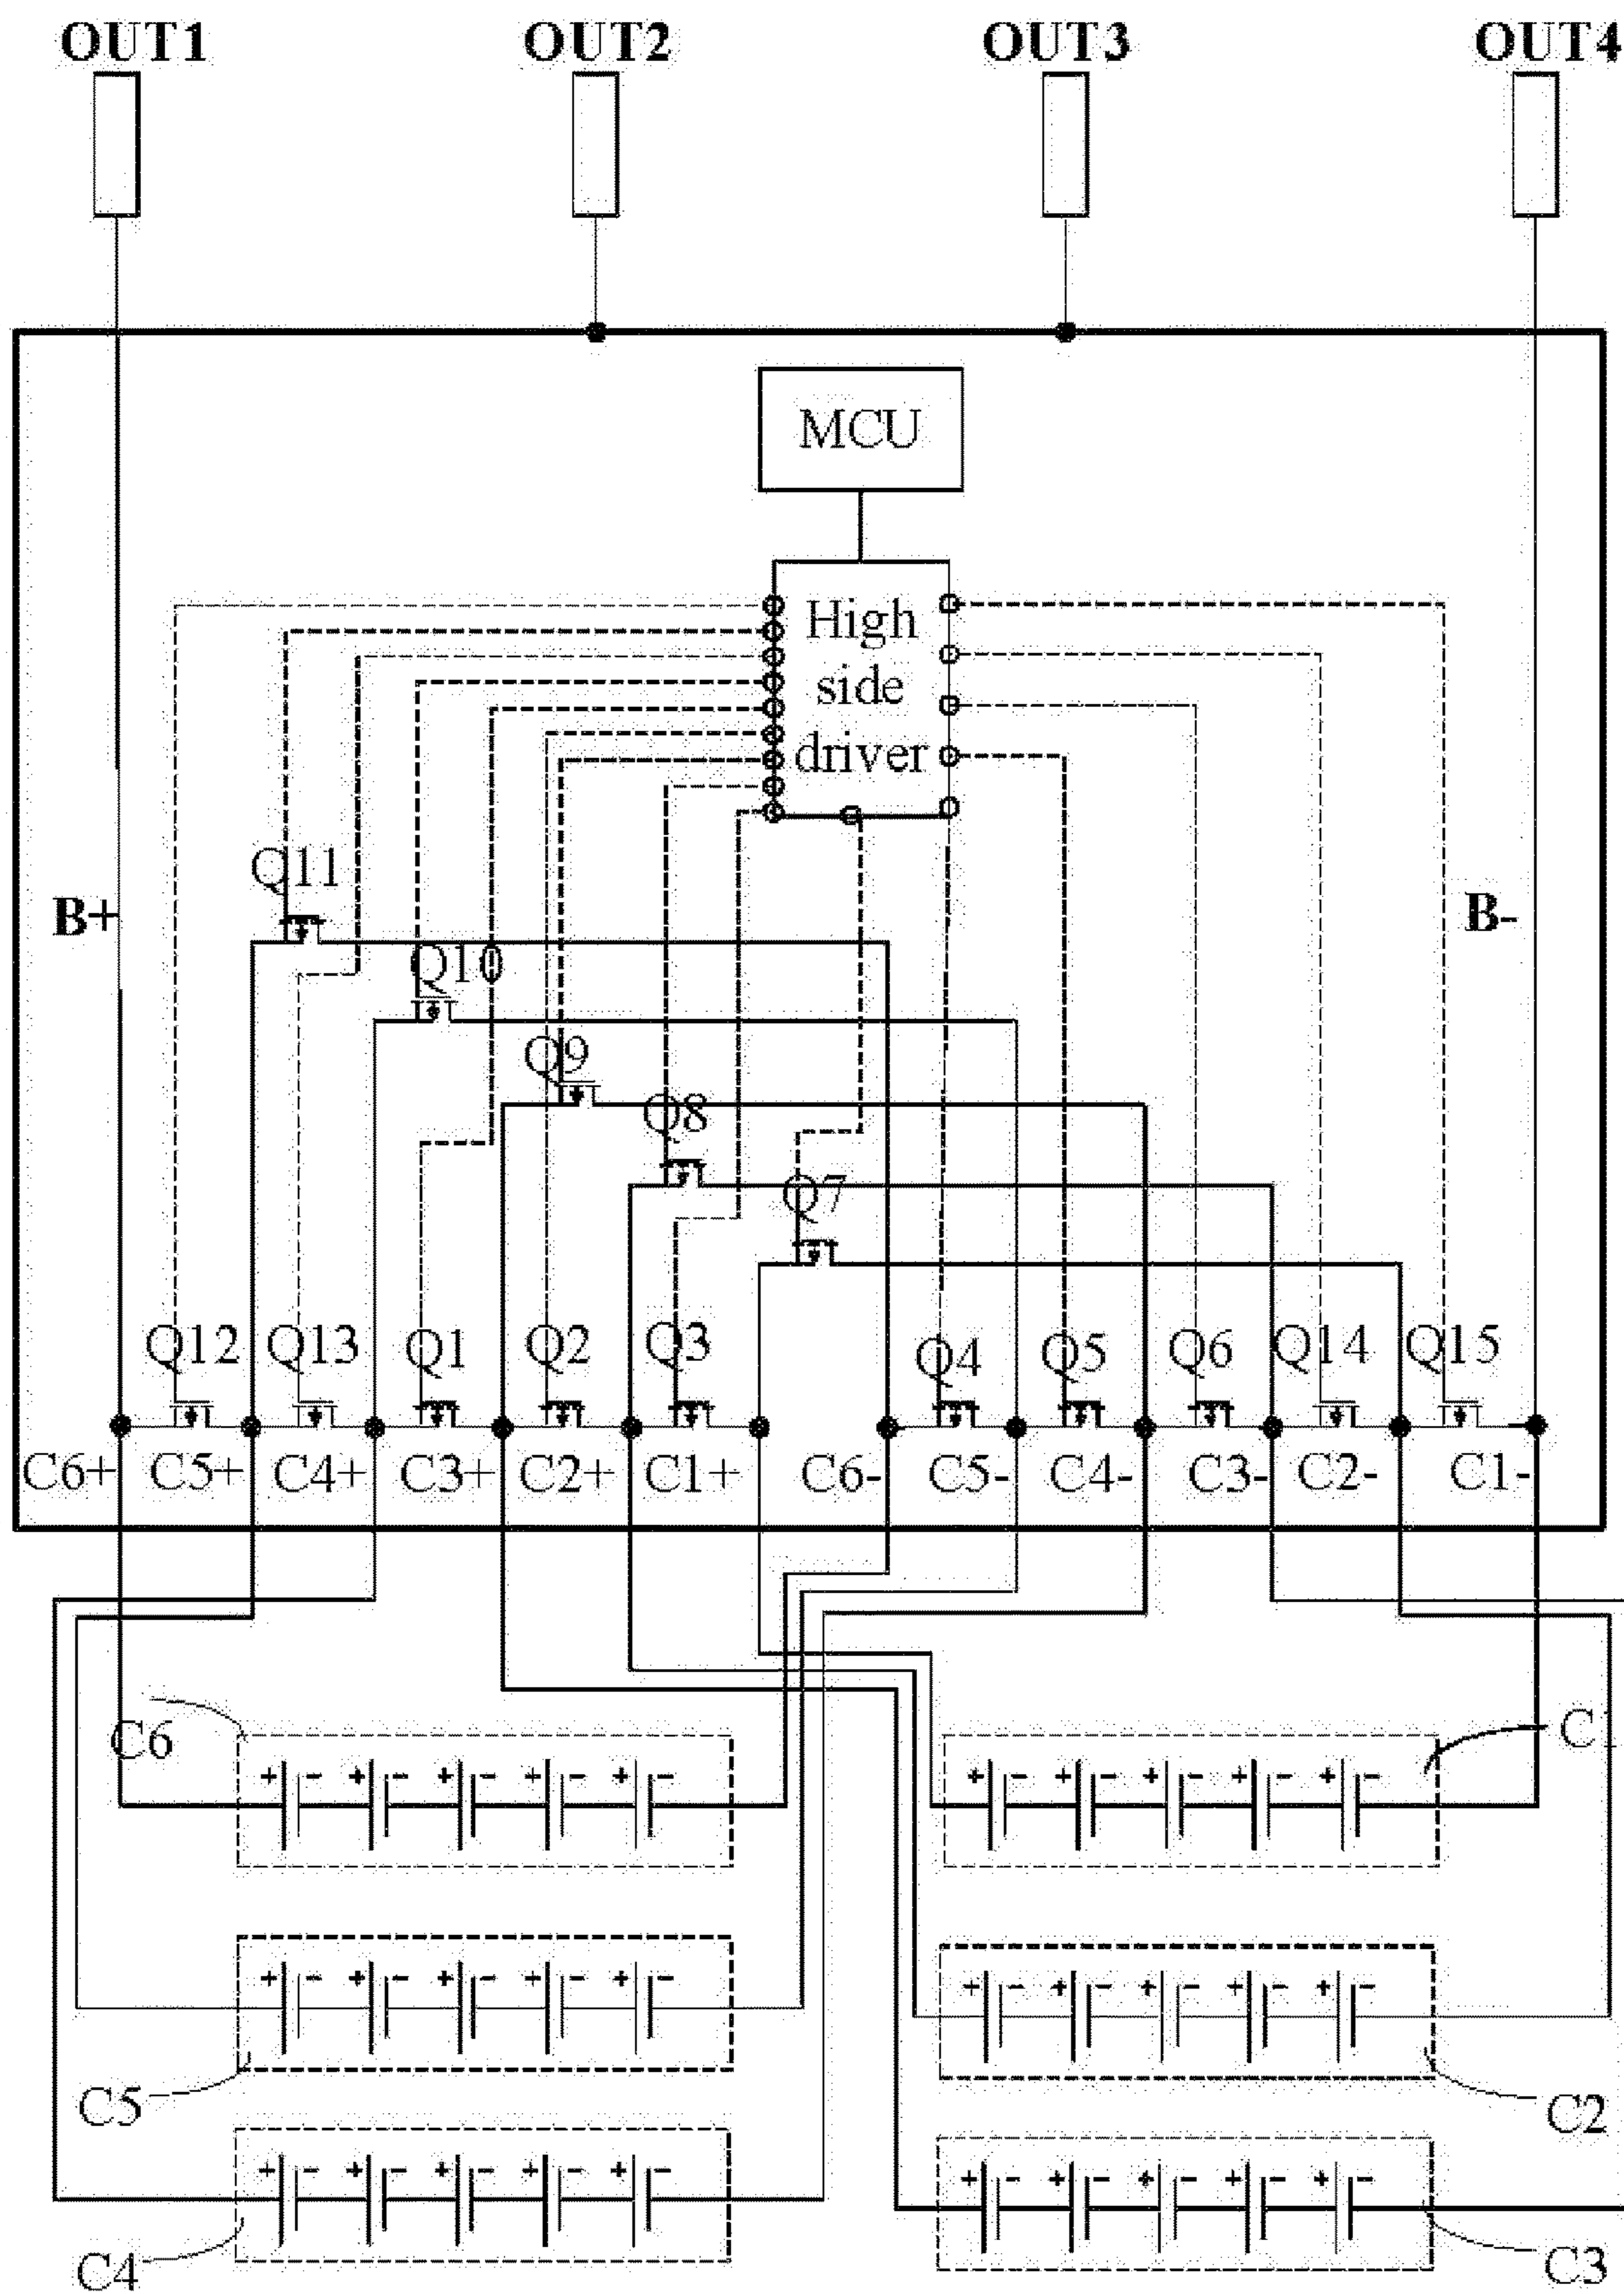 OUT1 OUT2 OUT3 OUT4
MCU
High
side
driver
Q11
B+ B-
Q10
Q9
Q8
Q7
Q12 Q13 Q1 Q2 Q3 Q4 Q5 Q6 Q14 Q15
C6+ C5+ C4+ C3+ C2+ C1+ C6- C5- C4- C3- C2- C1-
C6 C1
+ - + - + - + - + - + - + - + - + - + -
+ - + - + - + - + - + - + - + - + - + -
C5 C2
+ - + - + - + - + - + - + - + - + - + -
C4 C3